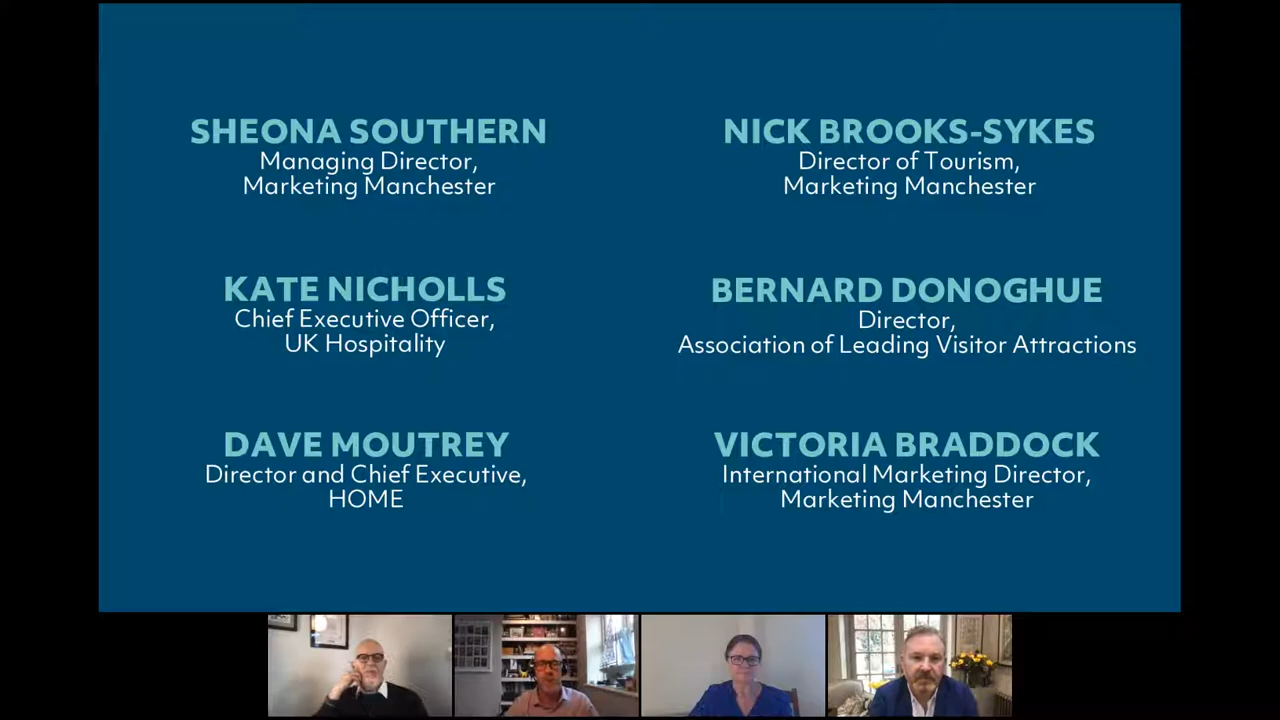 SHEONA SOUTHERN
Managing Director,
Marketing Manchester
NICK BROOKS-SYKES
Director of Tourism,
Marketing Manchester
KATE NICHOLLS
Chief Executive Officer,
UK Hospitality
BERNARD DONOGHUE
Director,
Association of Leading Visitor Attractions
DAVE MOUTREY
Director and Chief Executive,
HOME
VICTORIA BRADDOCK
International Marketing Director,
Marketing Manchester